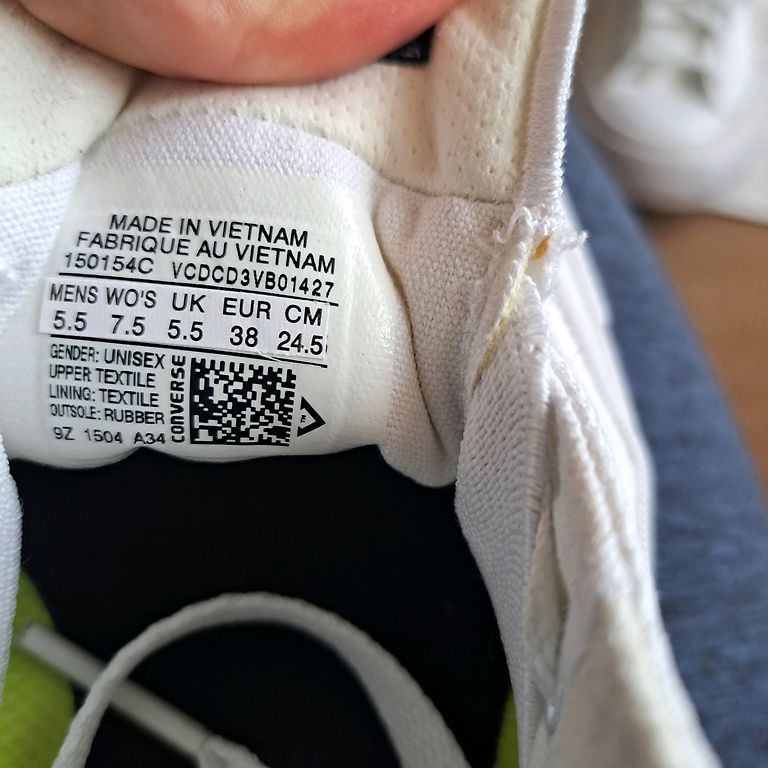 MADE IN VIETNAM
FABRIQUE AU VIETNAM
150154C VCDCD3VB01427
MENS WO'S UK EUR CM
5.5 7.5 5.5 38 24.5
GENDER: UNISEX
UPPER TEXTILE
LINING: TEXTILE
OUTSOLE: RUBBER
9Z 1504 A34
CONVERSE